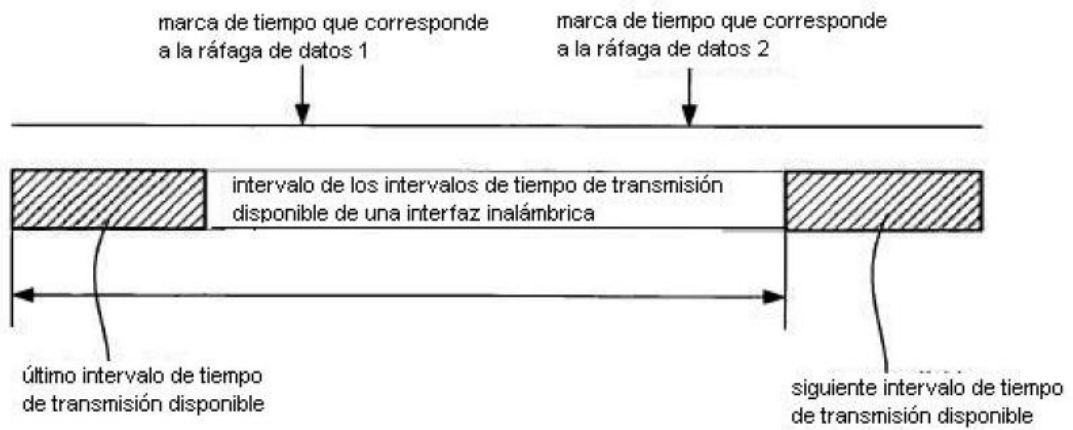 marca de tiempo que corresponde
a la ráfaga de datos 1
marca de tiempo que corresponde
a la ráfaga de datos 2
intervalo de los intervalos de tiempo de transmisión
disponible de una interfaz inalámbrica
último intervalo de tiempo
de transmisión disponible
siguiente intervalo de tiempo
de transmisión disponible